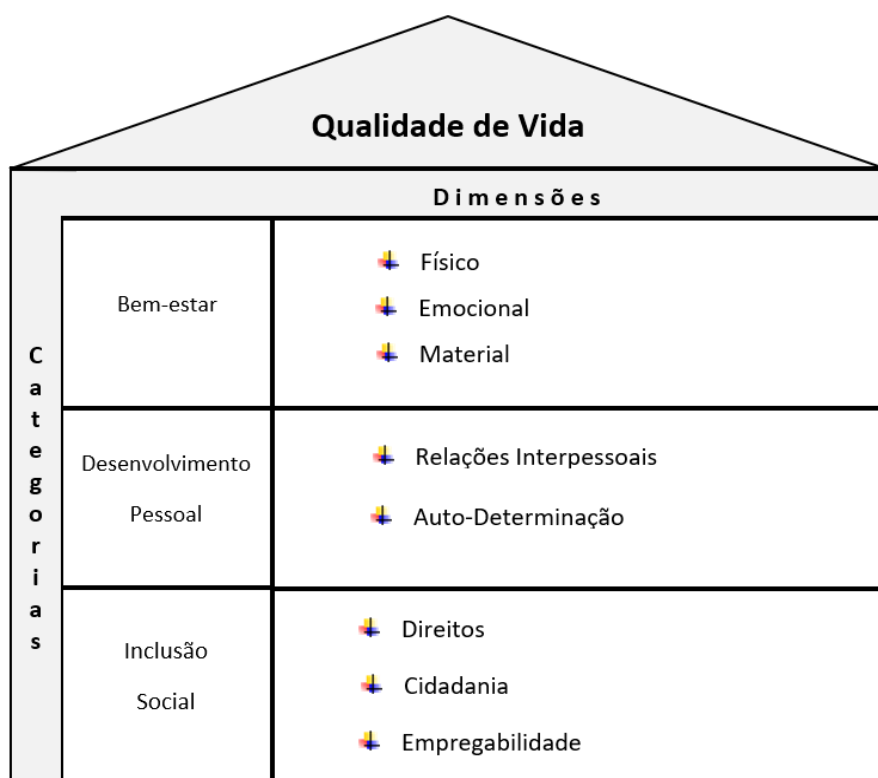 Qualidade de Vida
Dimensões
Categorias
Bem-estar
Físico
Emocional
Material
Desenvolvimento
Pessoal
Relações Interpessoais
Auto-Determinação
Inclusão
Social
Direitos
Cidadania
Empregabilidade